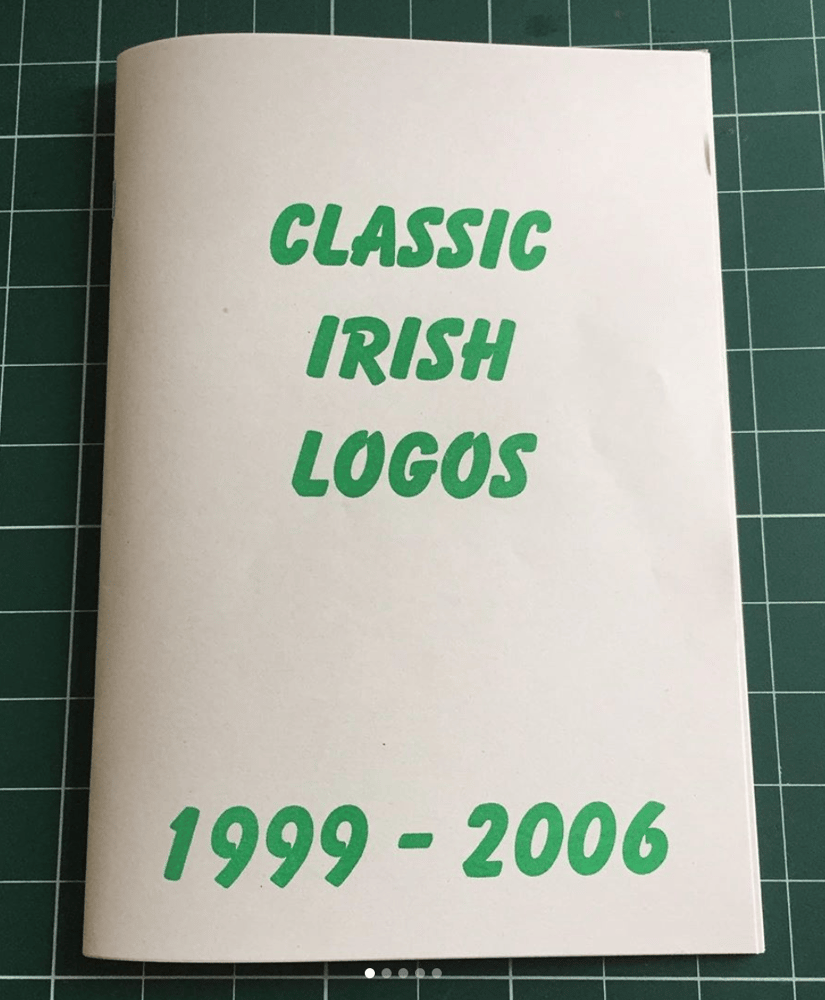 CLASSIC
IRISH
LOGOS
1999 - 2006